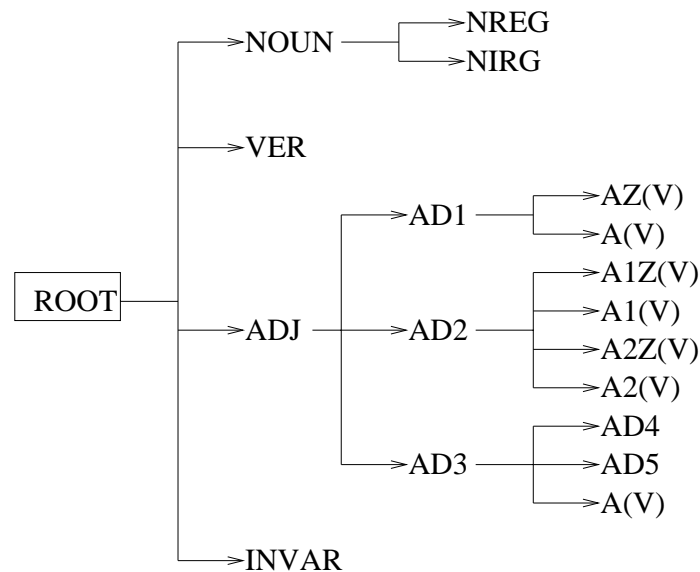 NREG
NOUN
NIRG
VER
AZ(V)
AD1
A(V)
A1Z(V)
ROOT
A1(V)
ADJ
AD2
A2Z(V)
A2(V)
AD4
AD3
AD5
A(V)
INVAR